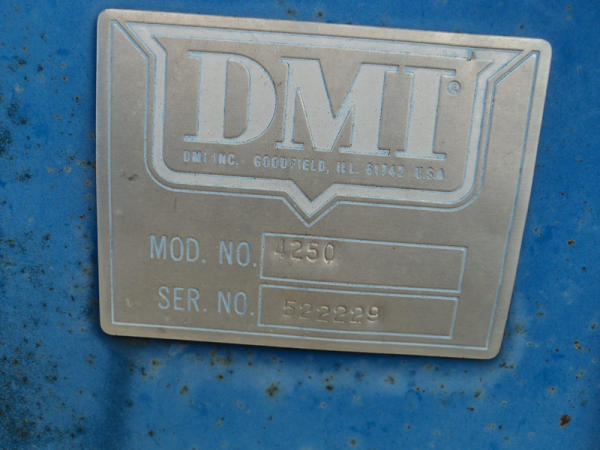 DMI®
DMI INC. GOODFIELD, ILL. 61742 U.S.A.
MOD. NO. 4250
SER. NO. 522229